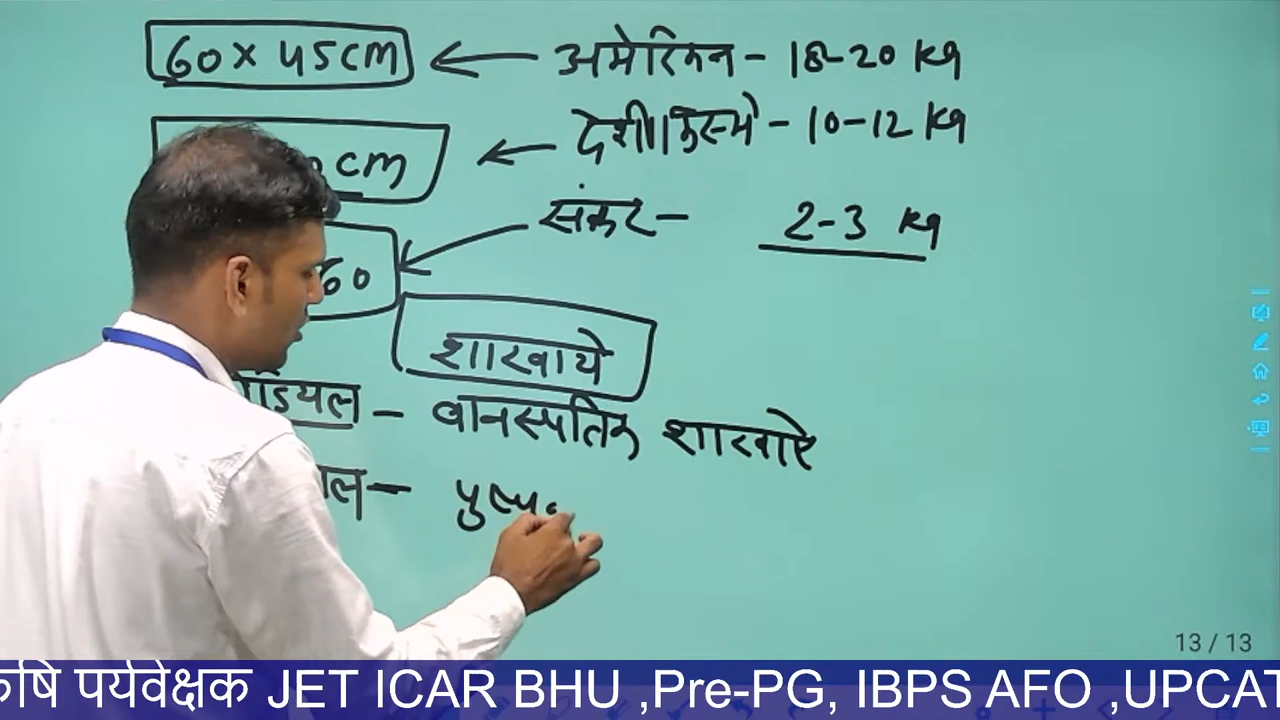 60 x 45 cm ← अमेरिकन - 18-20 kg
cm ← देशी किस्मे - 10-12 kg
60 ← संकर - 2-3 kg
शाखाये
डियल - वानस्पतिक शाखाऐ
ल - पुष्प
13 / 13
कृषि पर्यवेक्षक JET ICAR BHU ,Pre-PG, IBPS AFO ,UPCAT